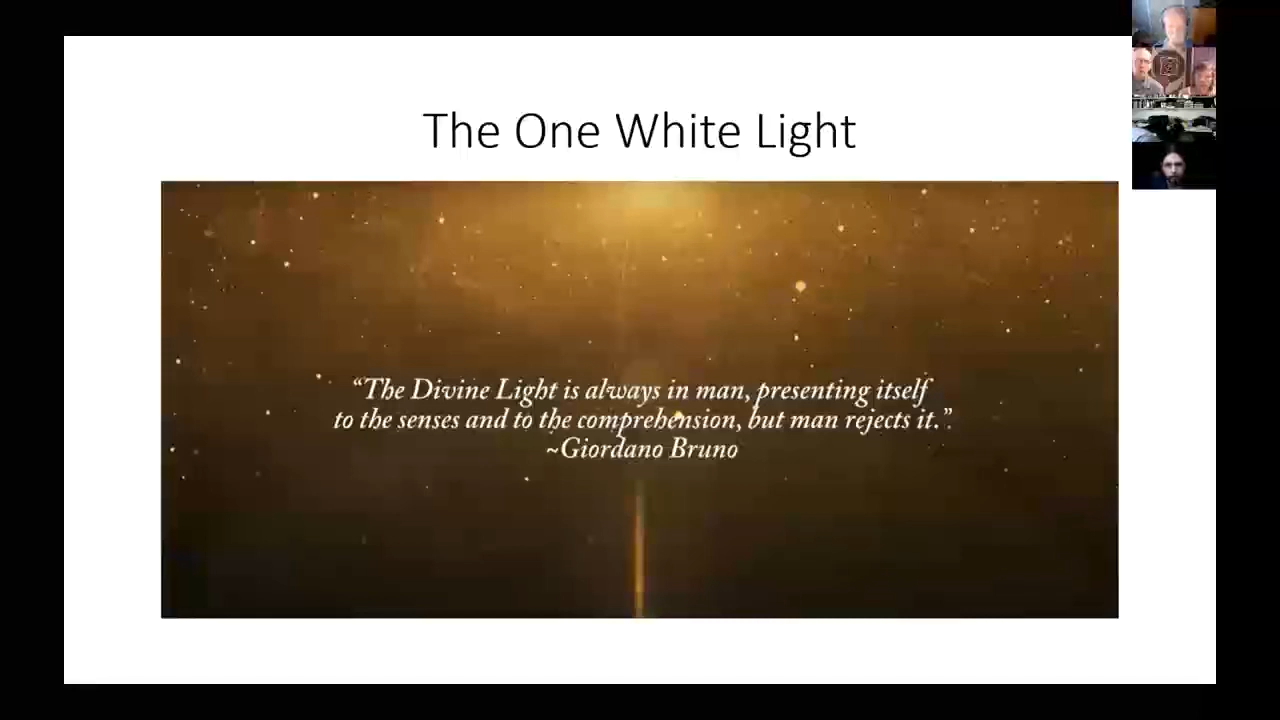 The One White Light
“The Divine Light is always in man, presenting itself
to the senses and to the comprehension, but man rejects it.”
~Giordano Bruno